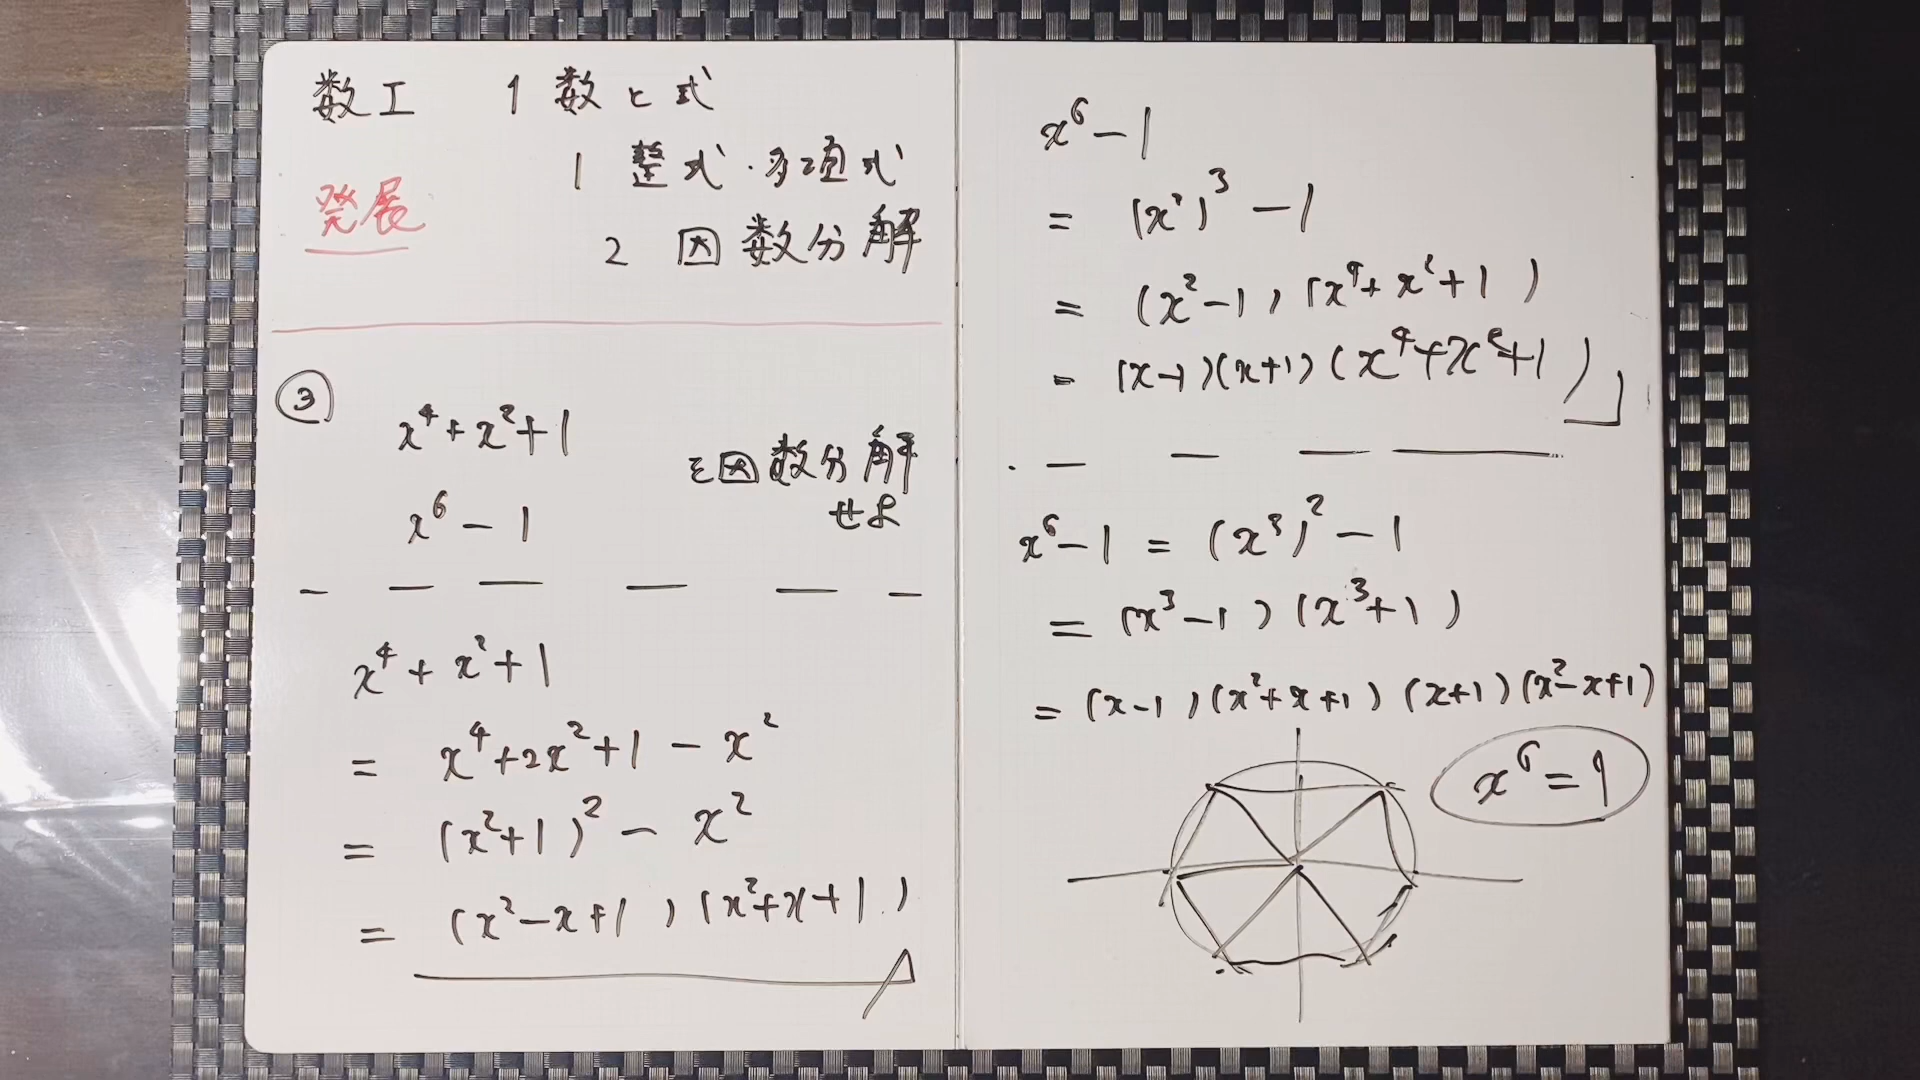 数I 1 数と式
1 整式・多項式
発展
2 因数分解
③
x⁴+x²+1
を因数分解
せよ
x⁶-1
x⁴+x²+1
= x⁴+2x²+1-x²
= (x²+1)²-x²
= (x²-x+1)(x²+x+1)
x⁶-1
= (x²)³-1
= (x²-1)(x⁴+x²+1)
= (x-1)(x+1)(x⁴+x²+1)
x⁶-1 = (x³)²-1
= (x³-1)(x³+1)
= (x-1)(x²+x+1)(x+1)(x²-x+1)
x⁶=1